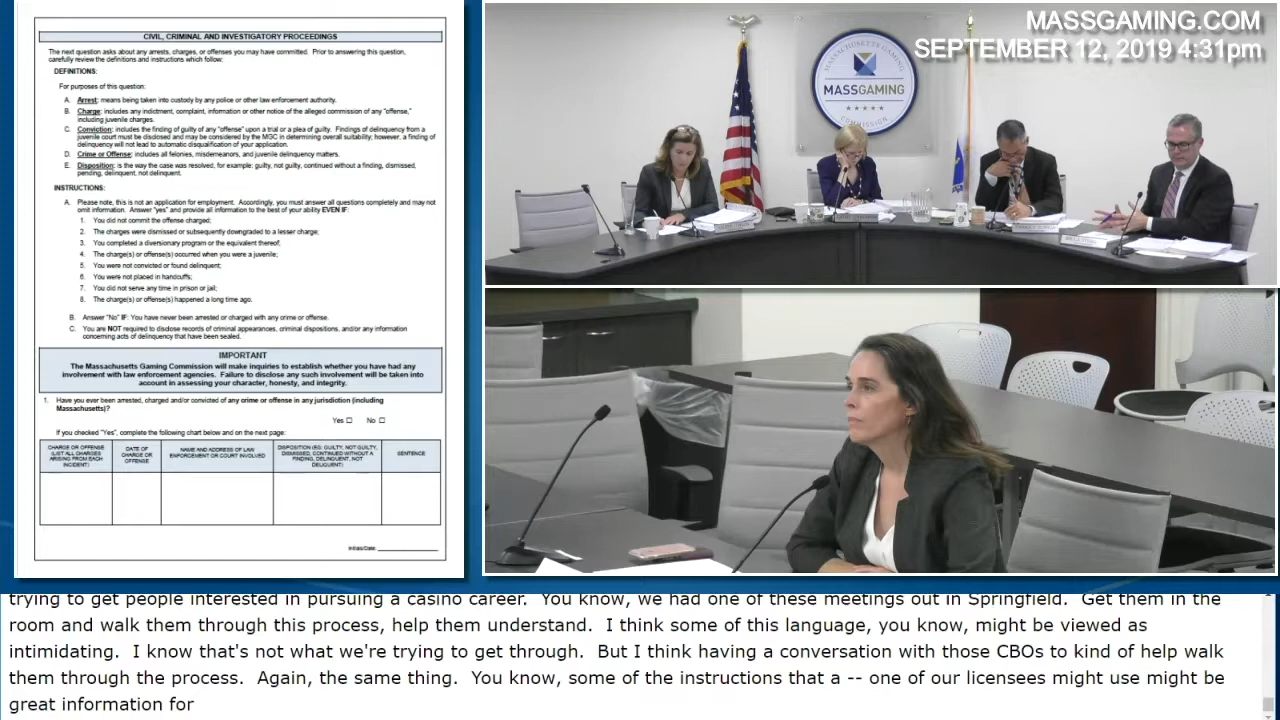 CIVIL, CRIMINAL AND INVESTIGATORY PROCEEDINGS
The next question asks about any arrests, charges, or offenses you may have committed. Prior to answering this question,
carefully review the definitions and instructions which follow:
DEFINITIONS:
For purposes of this question:
A. Arrest: means being taken into custody by any police or other law enforcement authority.
B. Charge: includes any indictment, complaint, information or other notice of the alleged commission of any "offense,"
including juvenile charges.
C. Conviction: includes the finding of guilty of any "offense" upon a trial or a plea of guilty. Findings of delinquency from a
juvenile court must be disclosed and may be considered by the MGC in determining overall suitability; however, a finding of
delinquency will not lead to automatic disqualification of your application.
D. Crime or Offense: includes all felonies, misdemeanors, and juvenile delinquency matters.
E. Disposition: is the way the case was resolved, for example: guilty, not guilty, continued without a finding, dismissed,
pending, delinquent, not delinquent.
INSTRUCTIONS:
A. Please note, this is not an application for employment. Accordingly, you must answer all questions completely and may not
omit information. Answer "yes" and provide all information to the best of your ability EVEN IF:
1. You did not commit the offense charged;
2. The charges were dismissed or subsequently downgraded to a lesser charge;
3. You completed a diversionary program or the equivalent thereof;
4. The charge(s) or offense(s) occurred when you were a juvenile;
5. You were not convicted or found delinquent;
6. You were not placed in handcuffs;
7. You did not serve any time in prison or jail;
8. The charge(s) or offense(s) happened a long time ago.
B. Answer "No" IF: You have never been arrested or charged with any crime or offense.
C. You are NOT required to disclose records of criminal appearances, criminal dispositions, and/or any information
concerning acts of delinquency that have been sealed.
IMPORTANT
The Massachusetts Gaming Commission will make inquiries to establish whether you have had any
involvement with law enforcement agencies. Failure to disclose any such involvement will be taken
into account in assessing your character, honesty, and integrity.
1. Have you ever been arrested, charged and/or convicted of any crime or offense in any jurisdiction (including
Massachusetts)?
Yes ☐ No ☐
If you checked "Yes", complete the following chart below and on the next page:
CHARGE OR OFFENSE (LIST ALL CHARGES ARISING FROM EACH INCIDENT)
DATE OF CHARGE OR OFFENSE
NAME AND ADDRESS OF LAW ENFORCEMENT OR COURT INVOLVED
DISPOSITION (EG: GUILTY, NOT GUILTY, DISMISSED, CONTINUED WITHOUT A FINDING, DELINQUENT, NOT DELIQUENT)
SENTENCE
Initials/Date:
MASSGAMING.COM
SEPTEMBER 12, 2019 4:31pm
MASSACHUSETTS GAMING
MASSGAMING
COMMISSION
trying to get people interested in pursuing a casino career. You know, we had one of these meetings out in Springfield. Get them in the
room and walk them through this process, help them understand. I think some of this language, you know, might be viewed as
intimidating. I know that's not what we're trying to get through. But I think having a conversation with those CBOs to kind of help walk
them through the process. Again, the same thing. You know, some of the instructions that a -- one of our licensees might use might be
great information for